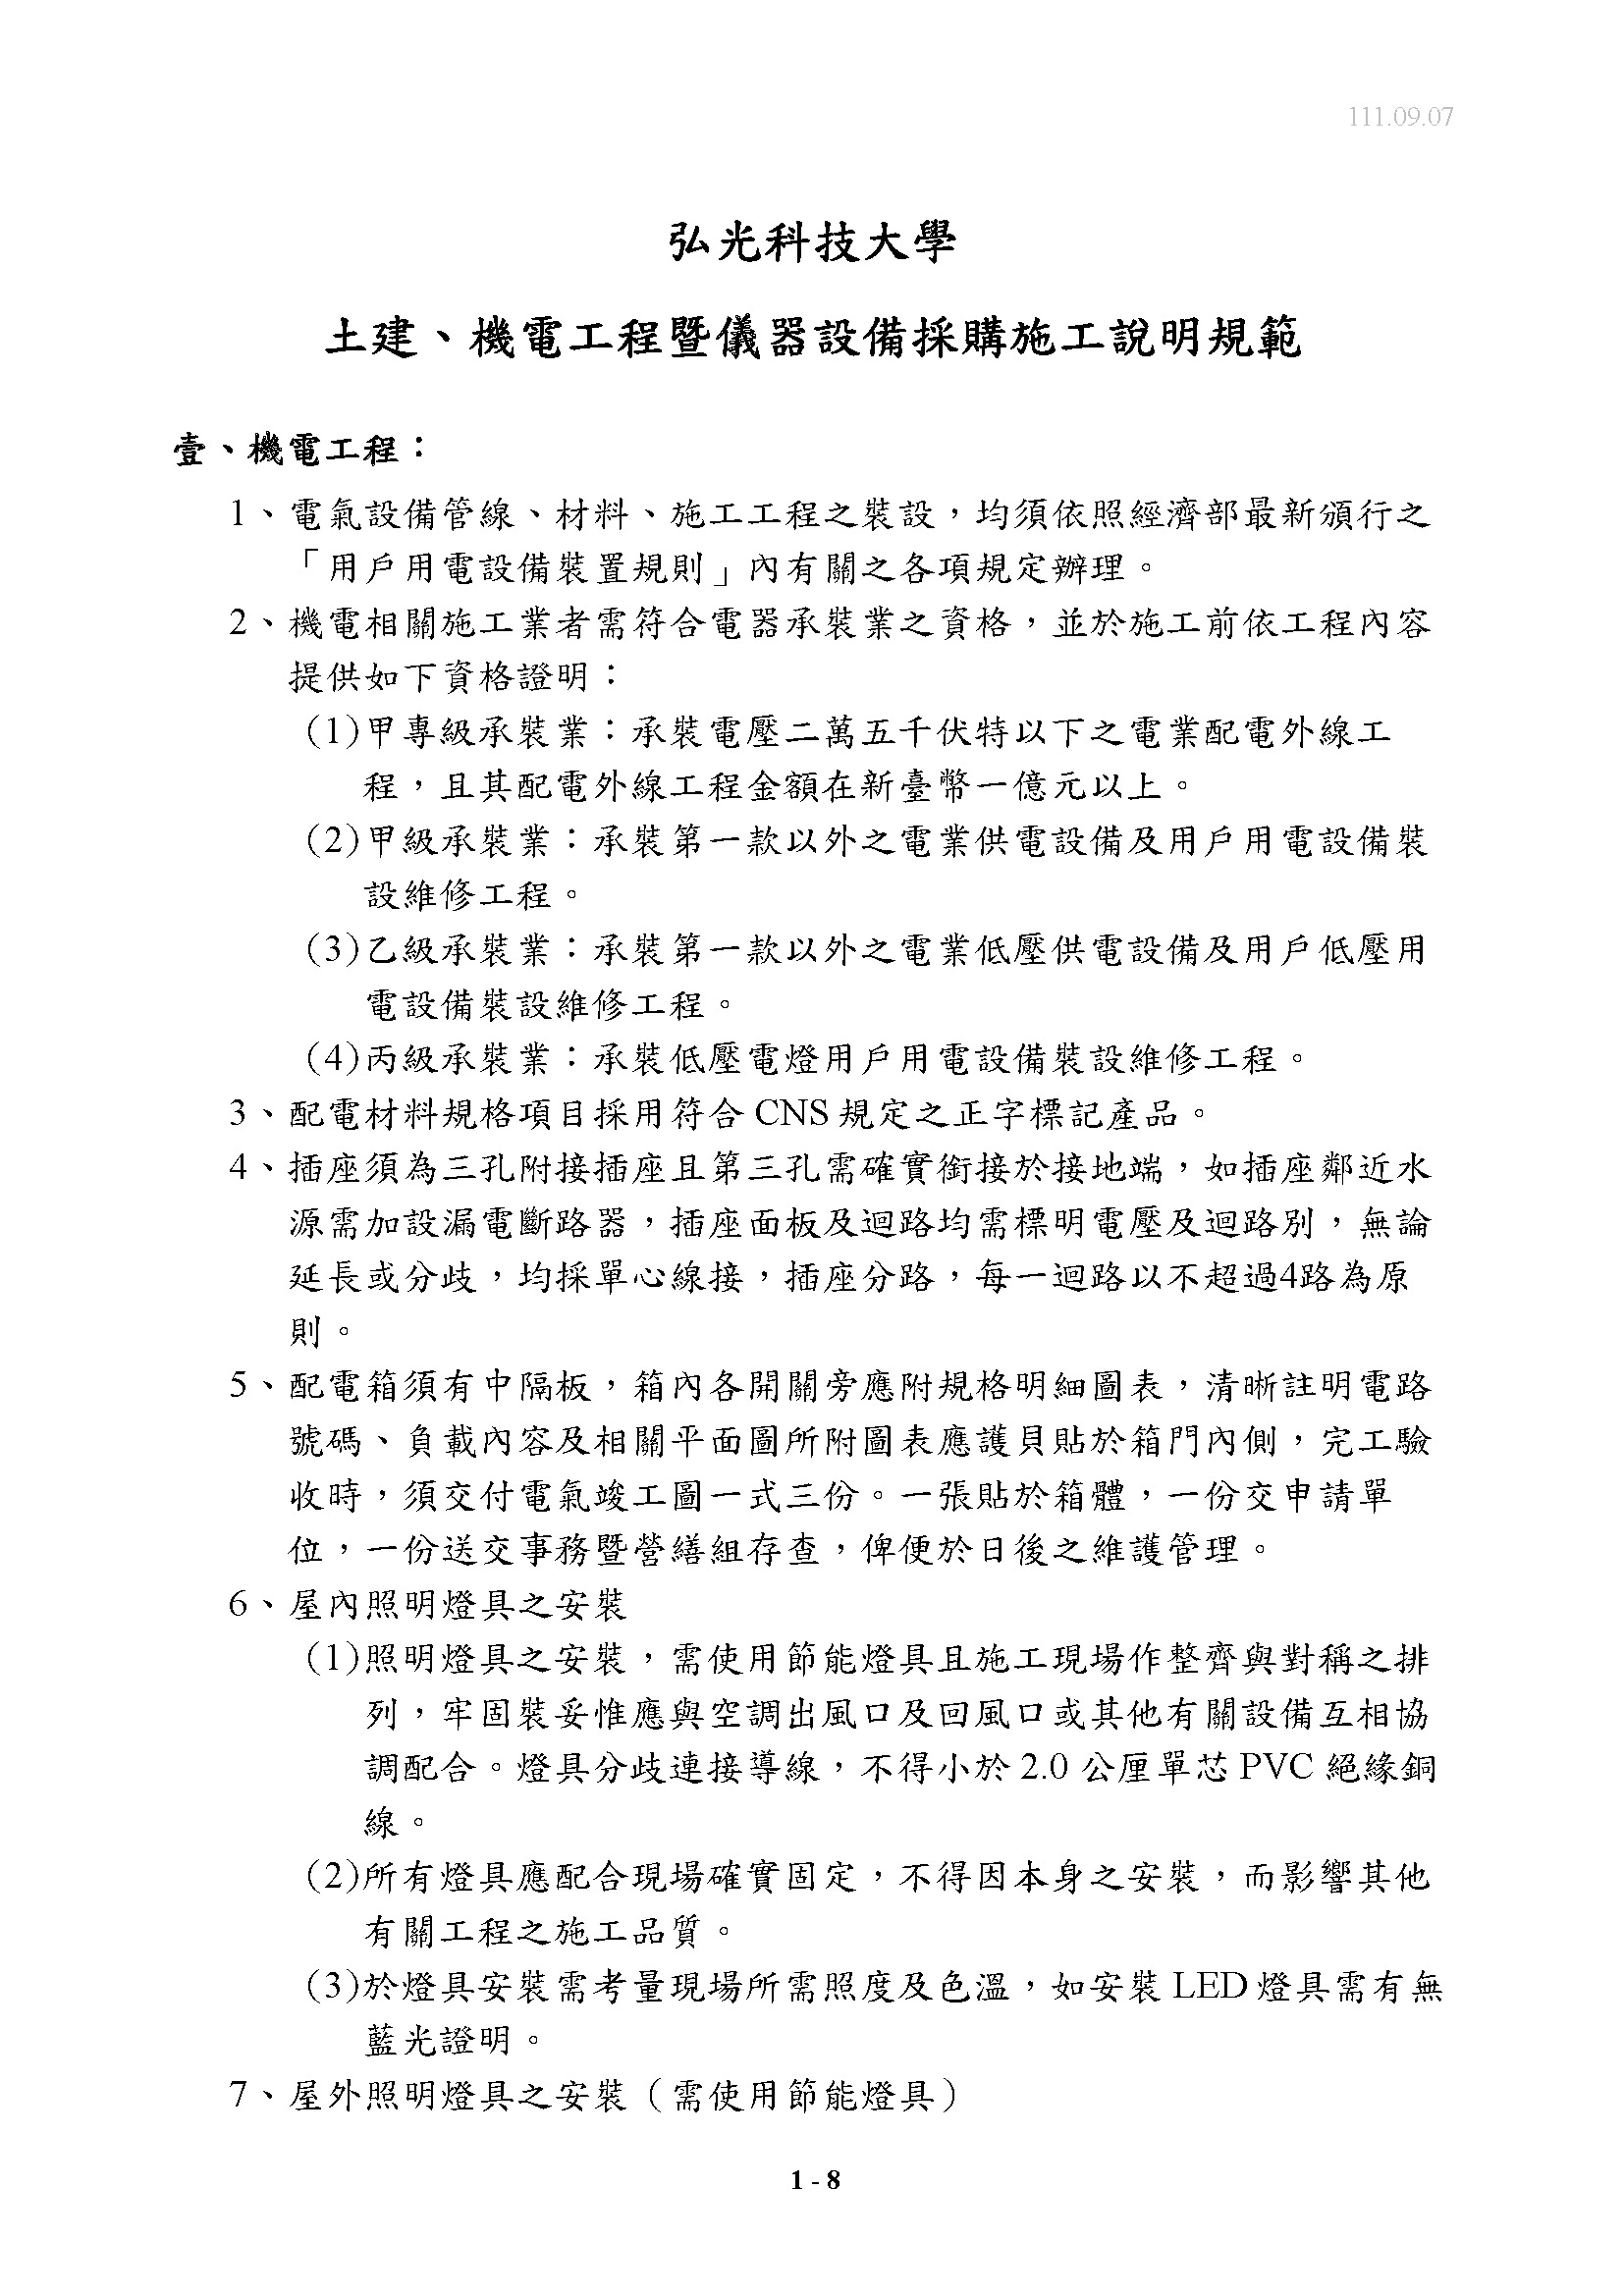 111.09.07
弘光科技大學
土建、機電工程暨儀器設備採購施工說明規範
壹、機電工程：
1、電氣設備管線、材料、施工工程之裝設，均須依照經濟部最新頒行之
「用戶用電設備裝置規則」內有關之各項規定辦理。
2、機電相關施工業者需符合電器承裝業之資格，並於施工前依工程內容
提供如下資格證明：
(1)甲專級承裝業：承裝電壓二萬五千伏特以下之電業配電外線工
程，且其配電外線工程金額在新臺幣一億元以上。
(2)甲級承裝業：承裝第一款以外之電業供電設備及用戶用電設備裝
設維修工程。
(3)乙級承裝業：承裝第一款以外之電業低壓供電設備及用戶低壓用
電設備裝設維修工程。
(4)丙級承裝業：承裝低壓電燈用戶用電設備裝設維修工程。
3、配電材料規格項目採用符合 CNS 規定之正字標記產品。
4、插座須為三孔附接插座且第三孔需確實銜接於接地端，如插座鄰近水
源需加設漏電斷路器，插座面板及迴路均需標明電壓及迴路別，無論
延長或分歧，均採單心線接，插座分路，每一迴路以不超過4路為原
則。
5、配電箱須有中隔板，箱內各開關旁應附規格明細圖表，清晰註明電路
號碼、負載內容及相關平面圖所附圖表應護貝貼於箱門內側，完工驗
收時，須交付電氣竣工圖一式三份。一張貼於箱體，一份交申請單
位，一份送交事務暨營繕組存查，俾便於日後之維護管理。
6、屋內照明燈具之安裝
(1)照明燈具之安裝，需使用節能燈具且施工現場作整齊與對稱之排
列，牢固裝妥惟應與空調出風口及回風口或其他有關設備互相協
調配合。燈具分歧連接導線，不得小於 2.0 公厘單芯 PVC 絕緣銅
線。
(2)所有燈具應配合現場確實固定，不得因本身之安裝，而影響其他
有關工程之施工品質。
(3)於燈具安裝需考量現場所需照度及色溫，如安裝 LED 燈具需有無
藍光證明。
7、屋外照明燈具之安裝（需使用節能燈具）
1 - 8